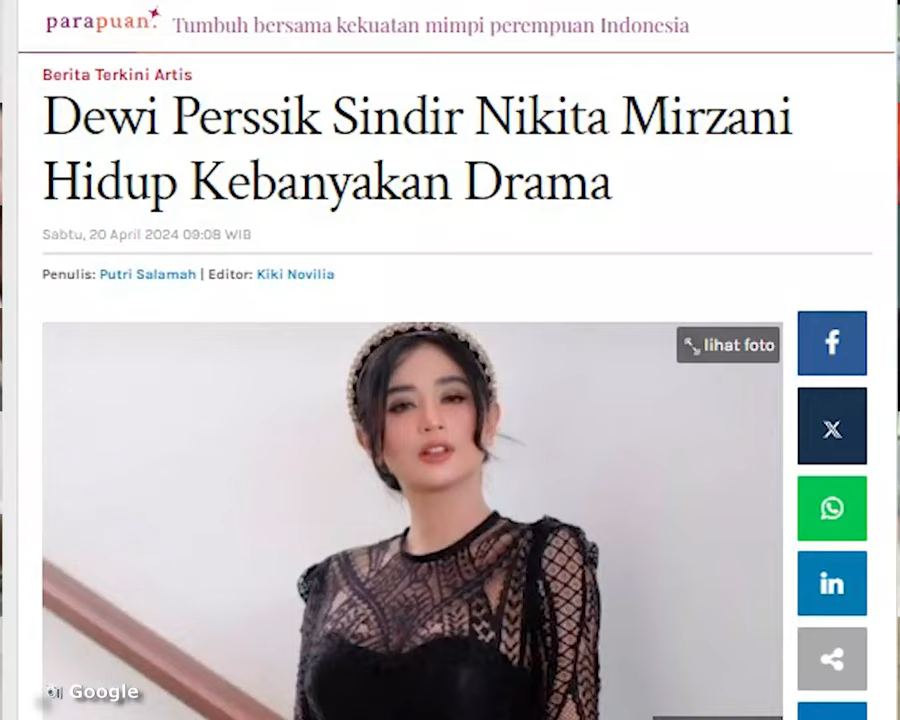 parapuan.
Tumbuh bersama kekuatan mimpi perempuan Indonesia
Berita Terkini Artis
Dewi Perssik Sindir Nikita Mirzani
Hidup Kebanyakan Drama
Sabtu, 20 April 2024 09:08 WIB
Penulis: Putri Salamah | Editor: Kiki Novilia
lihat foto
Google